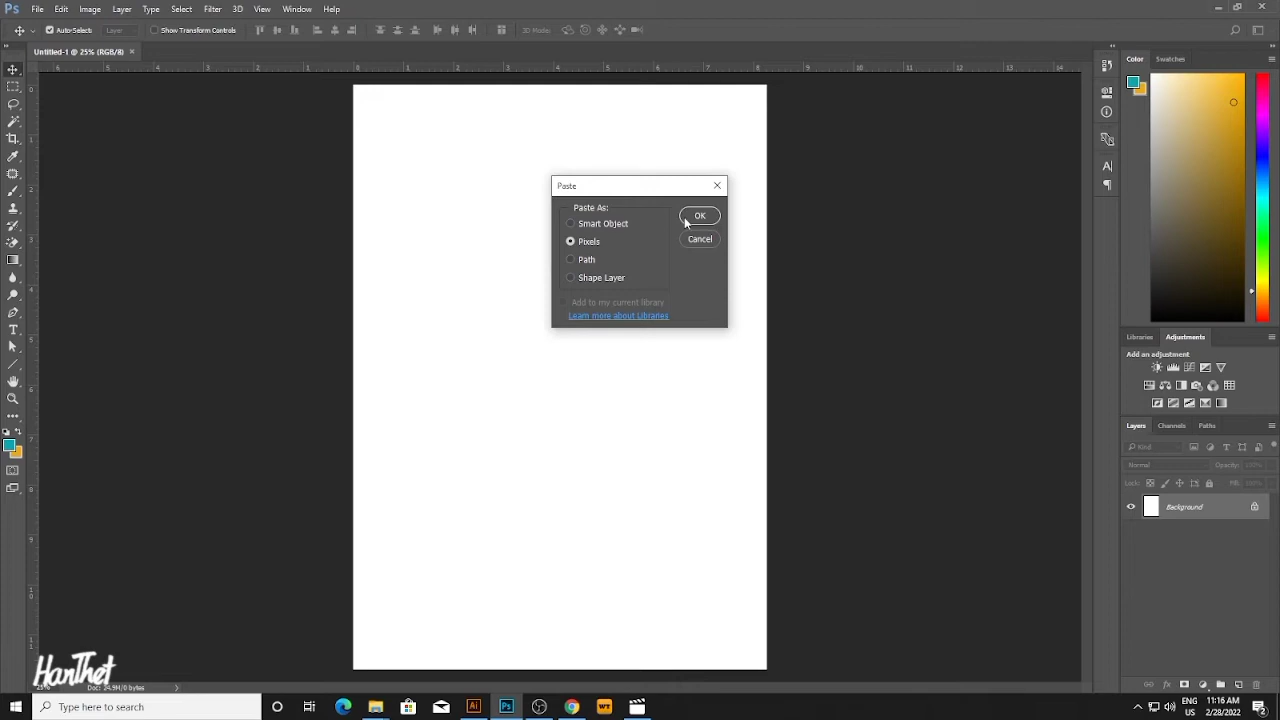 Ps File Edit Image Layer Type Select Filter 3D View Window Help
Auto-Select: Layer Show Transform Controls 3D Mode:
Untitled-1 @ 25% (RGB/8)
Color Swatches
Paste
Paste As:
Smart Object
OK
Pixels
Cancel
Path
Shape Layer
Add to my current library
Learn more about Libraries
Libraries Adjustments
Add an adjustment
Layers Channels Paths
Kind
Normal Opacity: 100%
Lock: Fill: 100%
Background
HanThet
25% Doc: 24.9M/0 bytes
Type here to search
Ai Ps WT
ENG 11:16 AM
US 2/28/2022